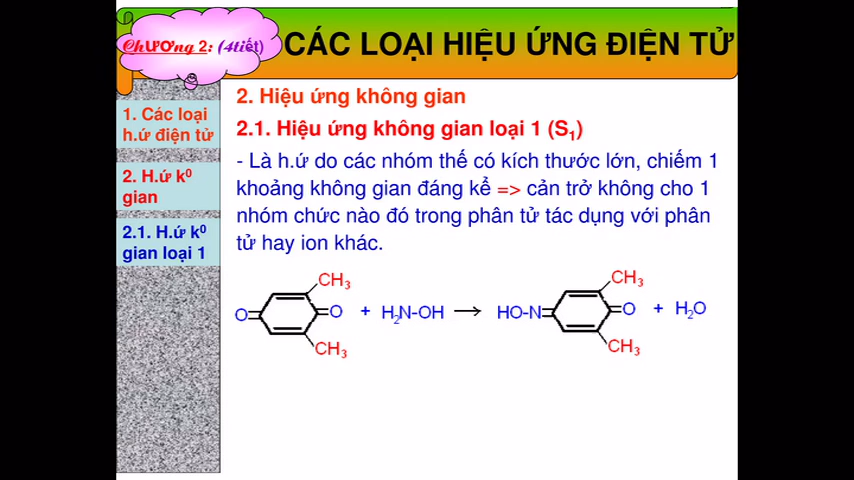 Chương 2: (4tiết)
CÁC LOẠI HIỆU ỨNG ĐIỆN TỬ
1. Các loại
h.ứ điện tử
2. H.ứ k⁰
gian
2.1. H.ứ k⁰
gian loại 1
2. Hiệu ứng không gian
2.1. Hiệu ứng không gian loại 1 (S₁)
- Là h.ứ do các nhóm thế có kích thước lớn, chiếm 1
khoảng không gian đáng kể => cản trở không cho 1
nhóm chức nào đó trong phân tử tác dụng với phân
tử hay ion khác.
CH₃ CH₃
O O + H₂N-OH → HO-N O + H₂O
CH₃ CH₃